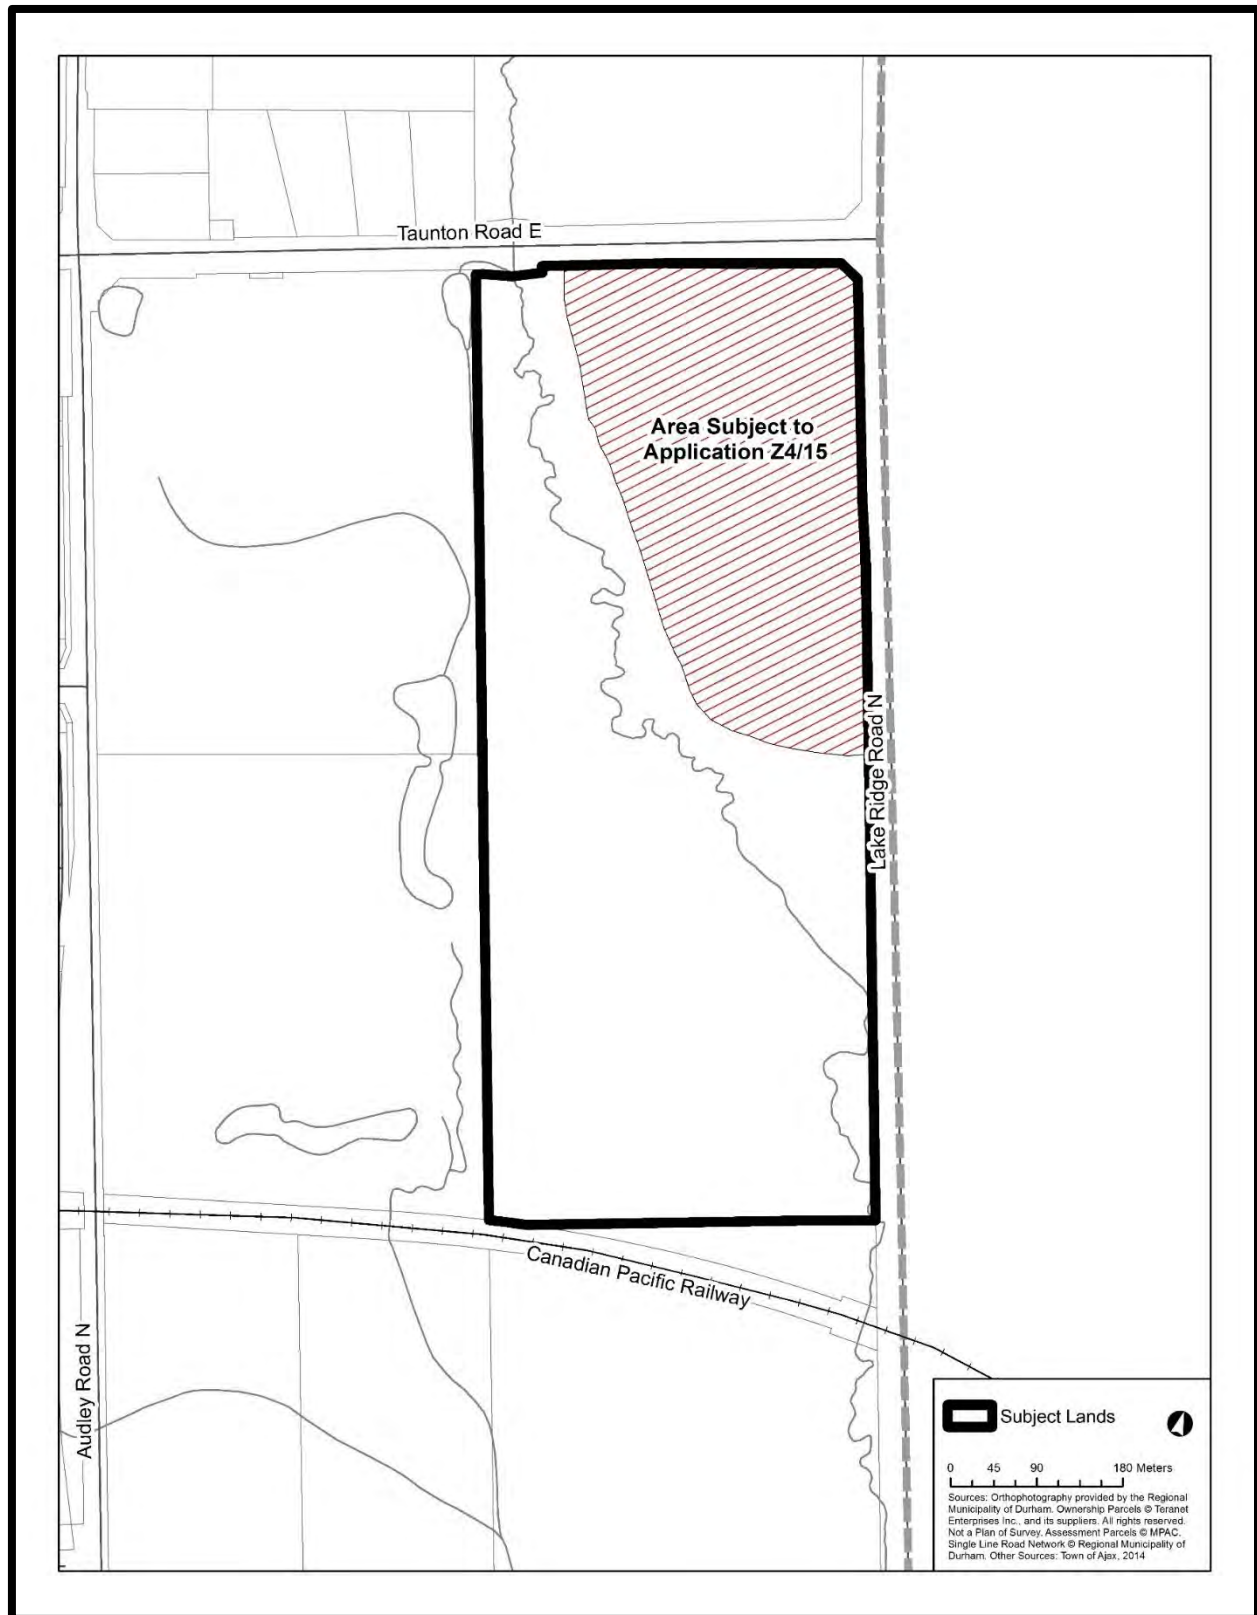 Taunton Road E
Area Subject to
Application Z4/15
Lake Ridge Road N
Canadian Pacific Railway
Audley Road N
Subject Lands
0 45 90 180 Meters
Sources: Orthophotography provided by the Regional
Municipality of Durham. Ownership Parcels © Teranet
Enterprises Inc., and its suppliers. All rights reserved.
Not a Plan of Survey. Assessment Parcels © MPAC.
Single Line Road Network © Regional Municipality of
Durham. Other Sources: Town of Ajax, 2014